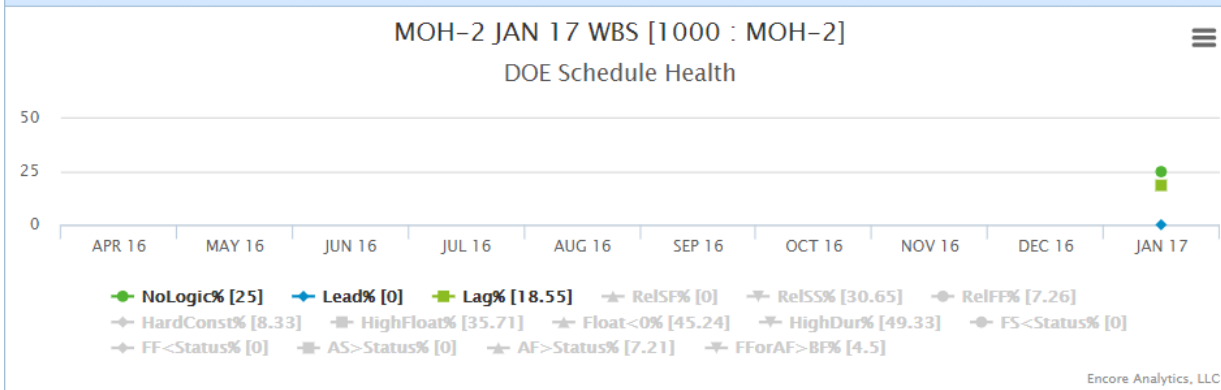 MOH-2 JAN 17 WBS [1000 : MOH-2]
DOE Schedule Health
50
25
0
APR 16 MAY 16 JUN 16 JUL 16 AUG 16 SEP 16 OCT 16 NOV 16 DEC 16 JAN 17
NoLogic% [25] Lead% [0] Lag% [18.55] RelSF% [0] RelSS% [30.65] RelFF% [7.26]
HardConst% [8.33] HighFloat% [35.71] Float<0% [45.24] HighDur% [49.33] FS<Status% [0]
FF<Status% [0] AS>Status% [0] AF>Status% [7.21] FForAF>BF% [4.5]
Encore Analytics, LLC